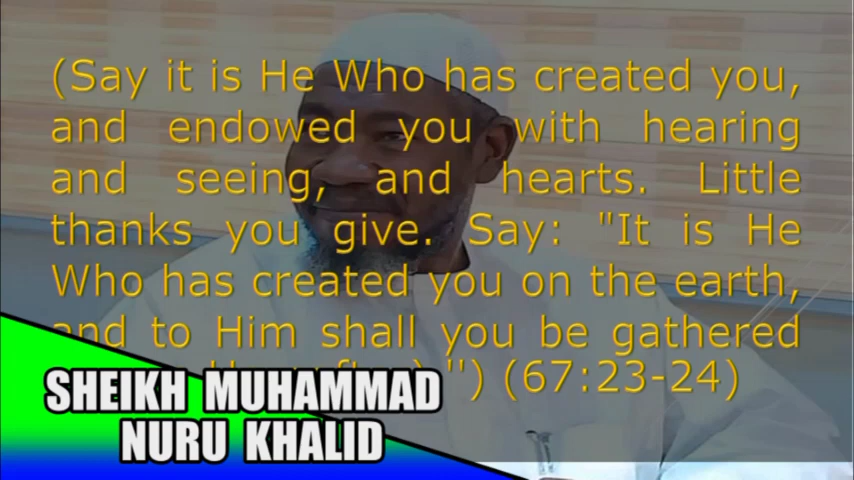 (Say it is He Who has created you,
and endowed you with hearing
and seeing, and hearts. Little
thanks you give. Say: "It is He
Who has created you on the earth,
and to Him shall you be gathered
") (67:23-24)
SHEIKH MUHAMMAD
NURU KHALID